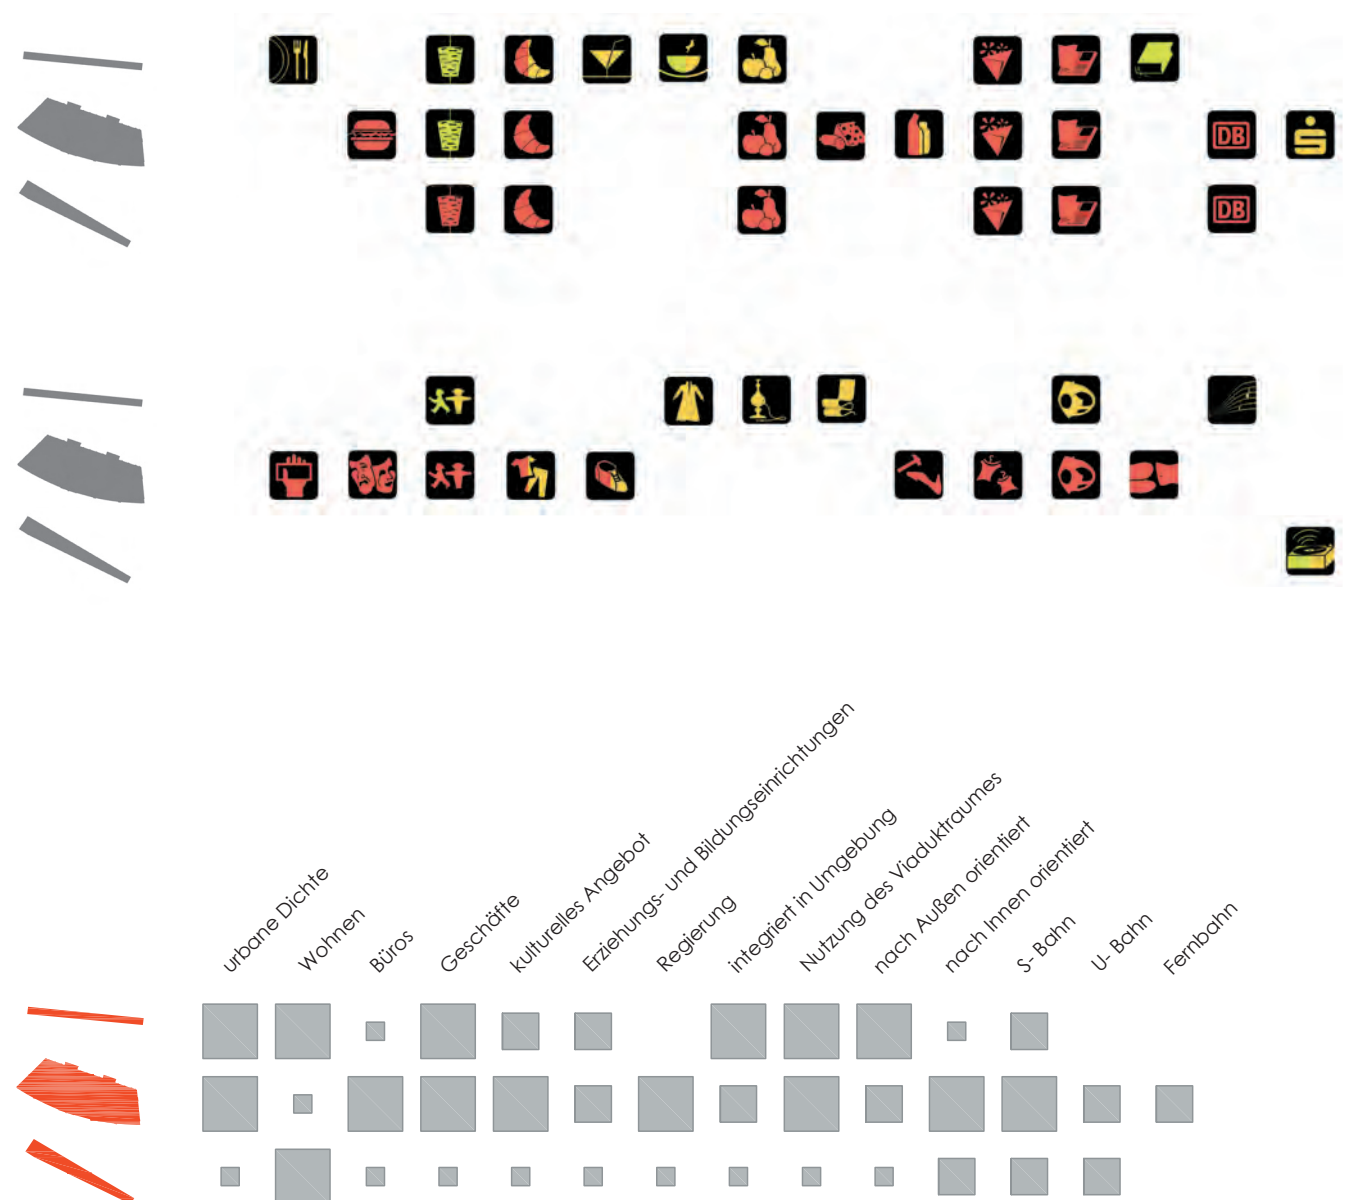 DB
DB
urbane Dichte
Wohnen
Büros
Geschäfte
kulturelles Angebot
Erziehungs- und Bildungseinrichtungen
Regierung
integriert in Umgebung
Nutzung des Viaduktraumes
nach Außen orientiert
nach Innen orientiert
S- Bahn
U- Bahn
Fernbahn